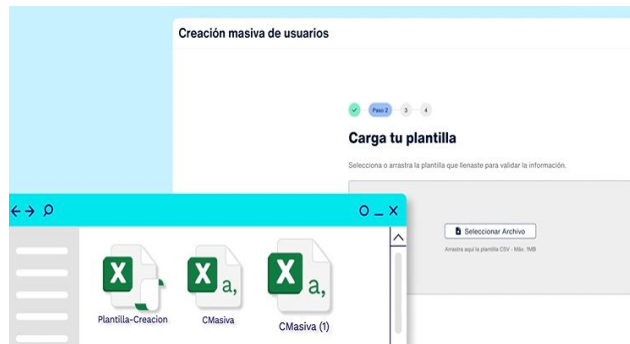 Creación masiva de usuarios
Paso 2 3 4
Carga tu plantilla
Selecciona o arrastra la plantilla que llenaste para validar la información.
Seleccionar Archivo
Arrastra aquí la plantilla CSV - Máx. 1MB
X
X a,
X a,
Plantilla-Creacion
CMasiva
CMasiva (1)